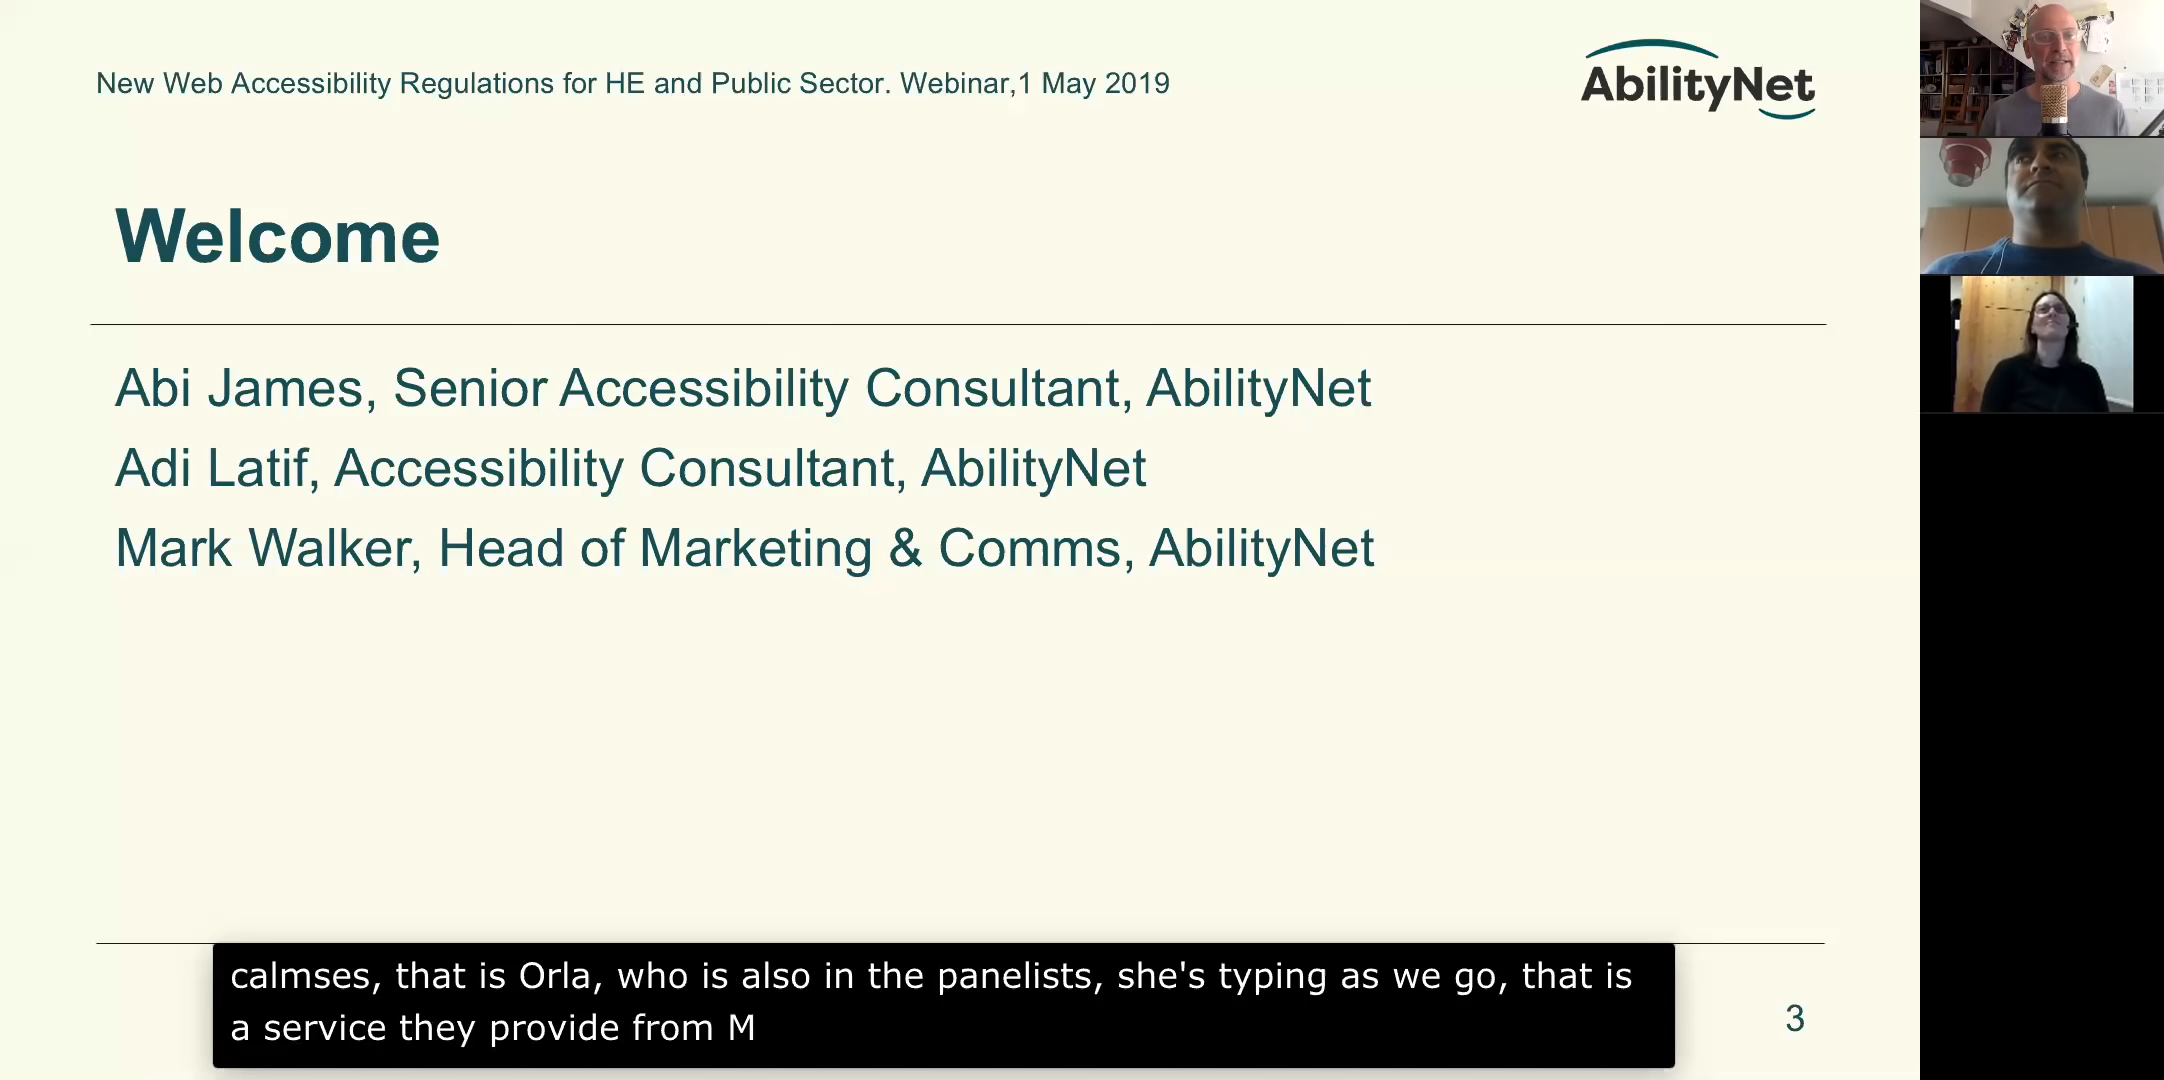 New Web Accessibility Regulations for HE and Public Sector. Webinar,1 May 2019
AbilityNet
Welcome
Abi James, Senior Accessibility Consultant, AbilityNet
Adi Latif, Accessibility Consultant, AbilityNet
Mark Walker, Head of Marketing & Comms, AbilityNet
calmses, that is Orla, who is also in the panelists, she's typing as we go, that is
a service they provide from M
3